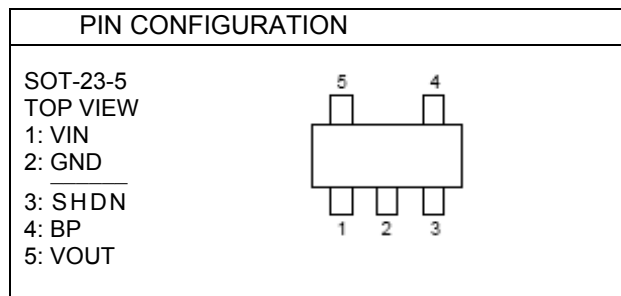 PIN CONFIGURATION
SOT-23-5
TOP VIEW
1: VIN
2: GND
3: SHDN
4: BP
5: VOUT
5 4
1 2 3